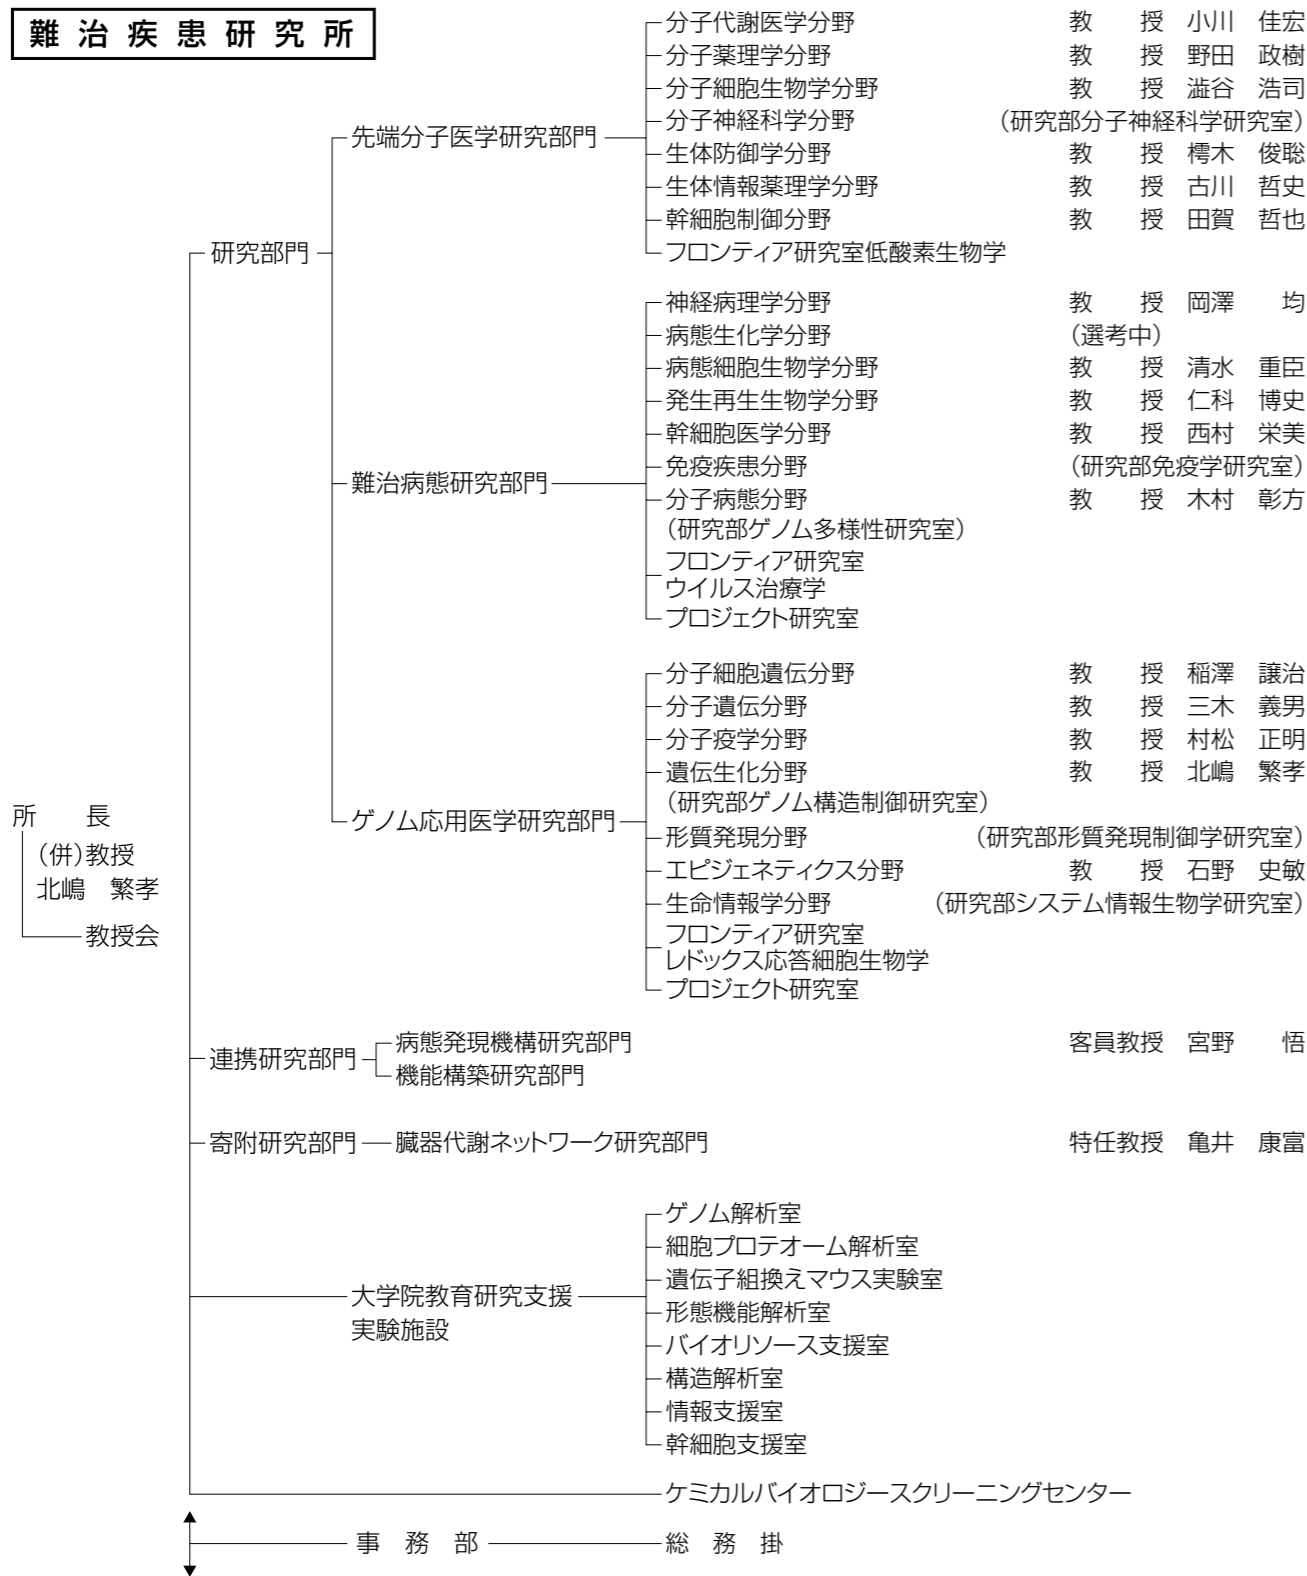 難治疾患研究所
分子代謝医学分野 教授 小川 佳宏
分子薬理学分野 教授 野田 政樹
分子細胞生物学分野 教授 澁谷 浩司
分子神経科学分野 (研究部分子神経科学研究室)
先端分子医学研究部門
生体防御学分野 教授 樗木 俊聡
生体情報薬理学分野 教授 古川 哲史
幹細胞制御分野 教授 田賀 哲也
研究部門
フロンティア研究室低酸素生物学
神経病理学分野 教授 岡澤 均
病態生化学分野 (選考中)
病態細胞生物学分野 教授 清水 重臣
発生再生生物学分野 教授 仁科 博史
幹細胞医学分野 教授 西村 栄美
免疫疾患分野 (研究部免疫学研究室)
難治病態研究部門
分子病態分野 教授 木村 彰方
(研究部ゲノム多様性研究室)
フロンティア研究室
ウイルス治療学
プロジェクト研究室
分子細胞遺伝分野 教授 稲澤 譲治
分子遺伝分野 教授 三木 義男
分子疫学分野 教授 村松 正明
遺伝生化分野 教授 北嶋 繁孝
(研究部ゲノム構造制御研究室)
所長
ゲノム応用医学研究部門
形質発現分野 (研究部形質発現制御学研究室)
(併)教授
エピジェネティクス分野 教授 石野 史敏
北嶋 繁孝
生命情報学分野 (研究部システム情報生物学研究室)
教授会
フロンティア研究室
レドックス応答細胞生物学
プロジェクト研究室
連携研究部門
病態発現機構研究部門 客員教授 宮野 悟
機能構築研究部門
寄附研究部門 臓器代謝ネットワーク研究部門 特任教授 亀井 康富
ゲノム解析室
細胞プロテオーム解析室
遺伝子組換えマウス実験室
大学院教育研究支援
実験施設
形態機能解析室
バイオリソース支援室
構造解析室
情報支援室
幹細胞支援室
ケミカルバイオロジースクリーニングセンター
事務部 総務掛